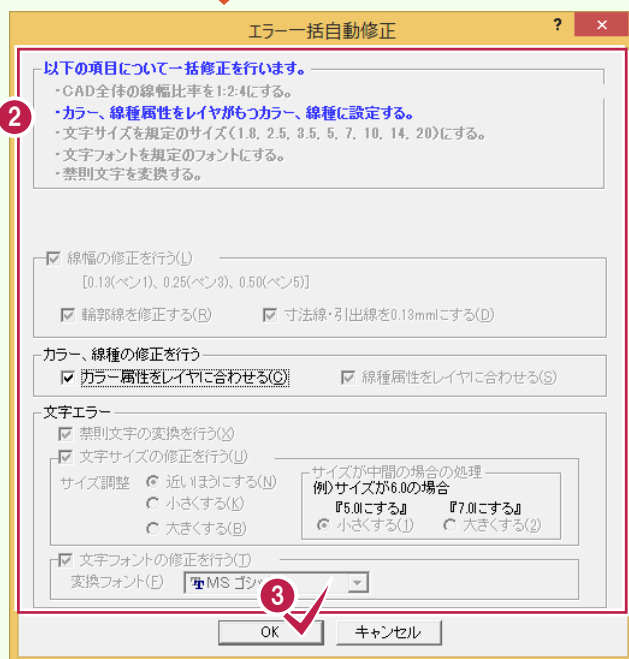 エラー一括自動修正
?
×
以下の項目について一括修正を行います。
2
・CAD全体の線幅比率を1:2:4にする。
・カラー、線種属性をレイヤがもつカラー、線種に設定する。
・文字サイズを規定のサイズ(1.8, 2.5, 3.5, 5, 7, 10, 14, 20)にする。
・文字フォントを規定のフォントにする。
・禁則文字を変換する。
線幅の修正を行う(L)
[0.13(ペン1)、0.25(ペン3)、0.50(ペン5)]
輪郭線を修正する(R) 寸法線・引出線を0.13mmにする(D)
カラー、線種の修正を行う
カラー属性をレイヤに合わせる(C) 線種属性をレイヤに合わせる(S)
文字エラー
禁則文字の変換を行う(X)
文字サイズの修正を行う(U)
サイズ調整 近いほうにする(N)
小さくする(K)
大きくする(B)
サイズが中間の場合の処理
例)サイズが6.0の場合
『5.0にする』 『7.0にする』
小さくする(1) 大きくする(2)
文字フォントの修正を行う(T)
変換フォント(F) MS ゴシ
3
OK キャンセル